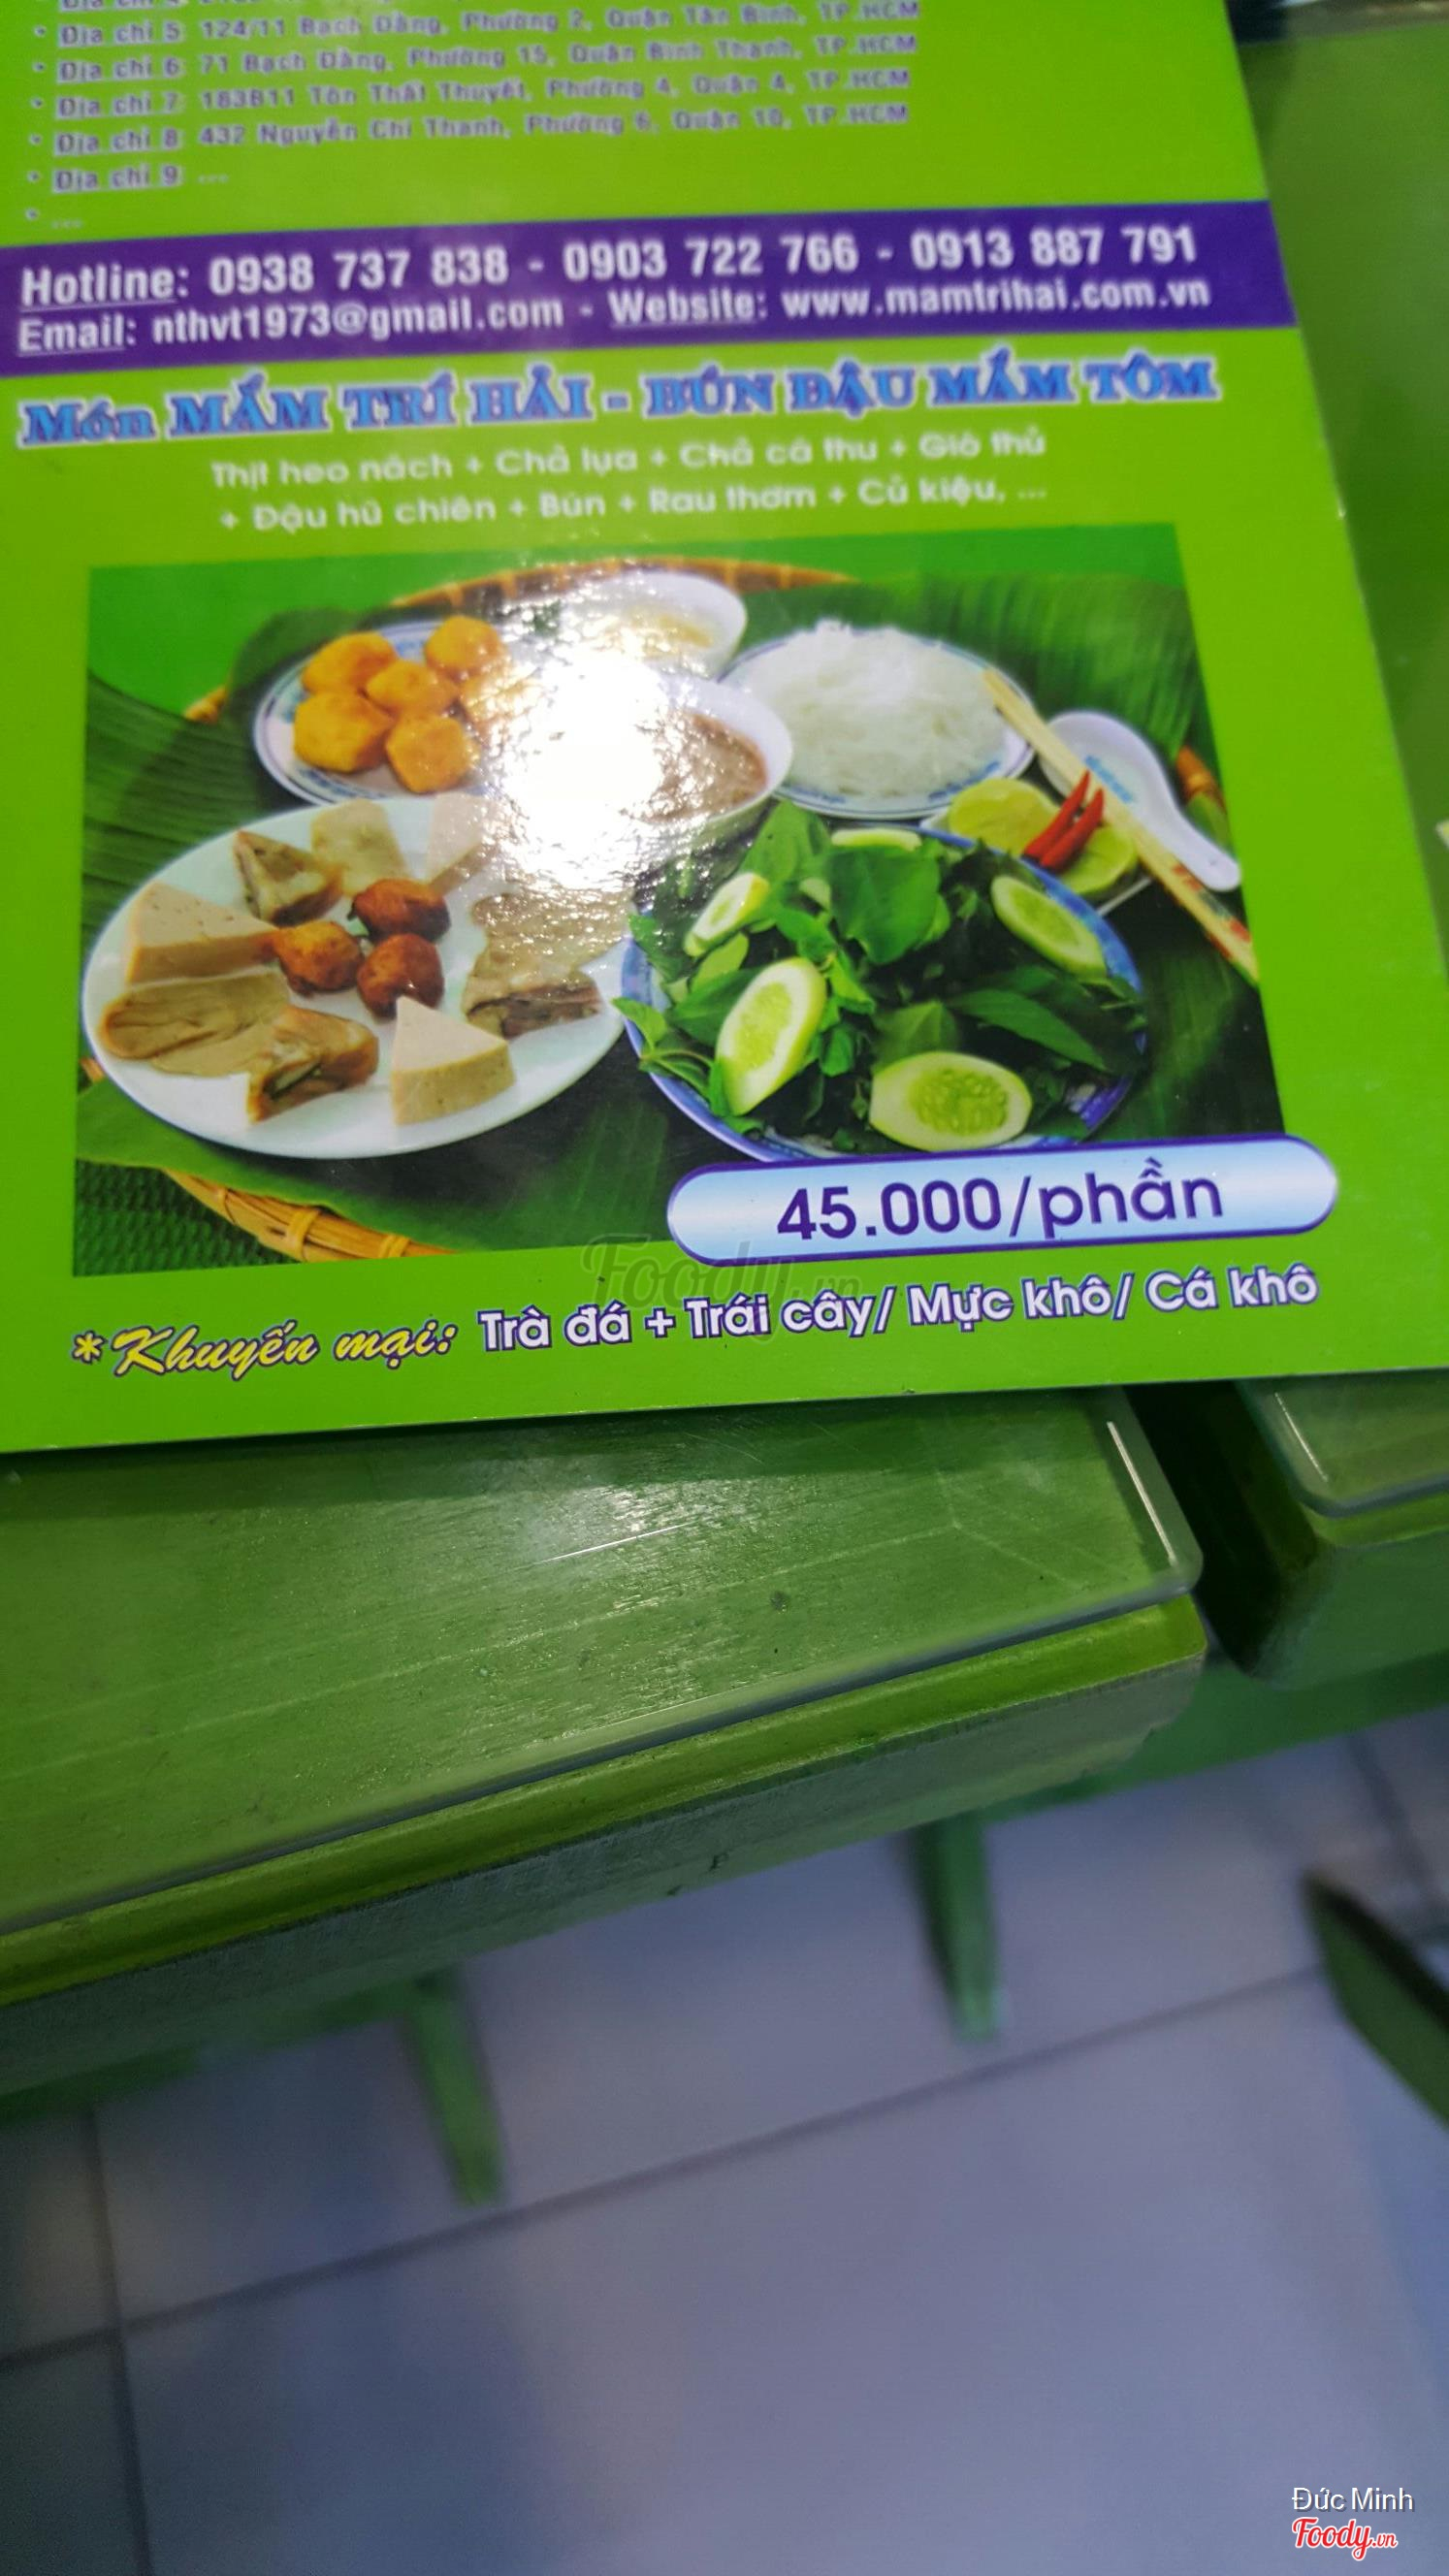 * Địa chỉ 5: 124/11 Bạch Đằng, Phường 2, Quận Tân Bình, TP.HCM
* Địa chỉ 6: 71 Bạch Đằng, Phường 15, Quận Bình Thạnh, TP.HCM
* Địa chỉ 7: 183B11 Tôn Thất Thuyết, Phường 4, Quận 4, TP.HCM
* Địa chỉ 8: 432 Nguyễn Chí Thanh, Phường 6, Quận 10, TP.HCM
* Địa chỉ 9: ...
* ...
Hotline: 0938 737 838 - 0903 722 766 - 0913 887 791
Email: nthvt1973@gmail.com - Website: www.mamtrihai.com.vn
Món MẮM TRÍ HẢI - BÚN ĐẬU MẮM TÔM
Thịt heo nách + Chả lụa + Chả cá thu + Giò thủ
+ Đậu hũ chiên + Bún + Rau thơm + Củ kiệu, ...
45.000/phần
Foody.vn
*Khuyến mại: Trà đá + Trái cây/ Mực khô/ Cá khô
Đức Minh
Foody.vn